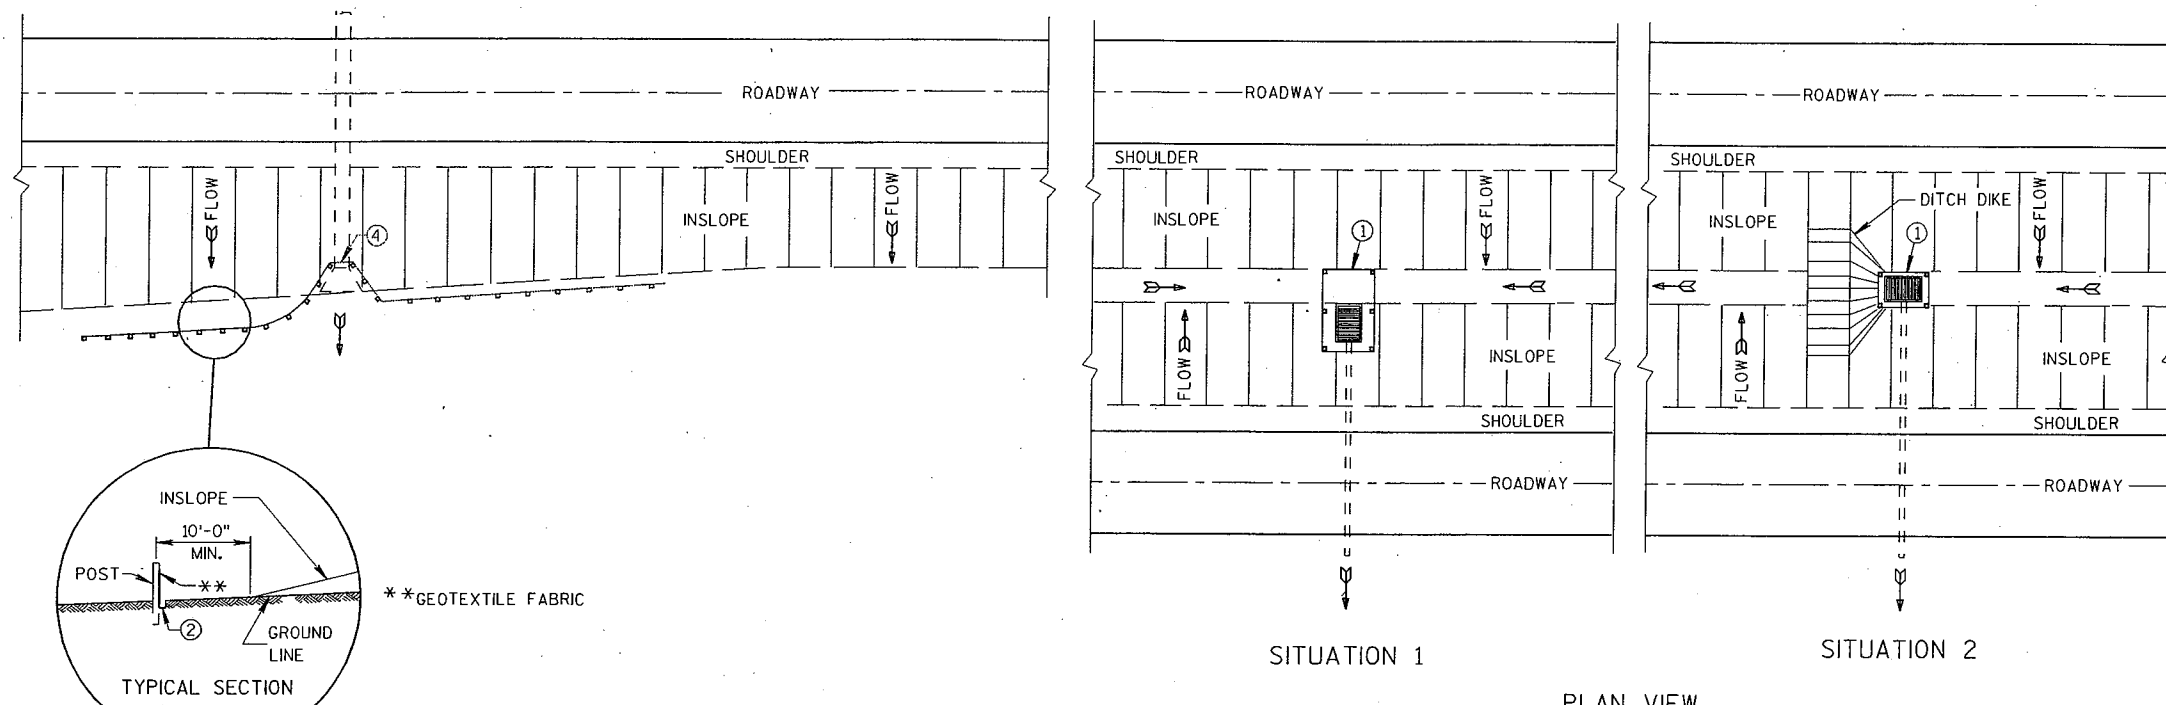 ROADWAY
SHOULDER
FLOW
INSLOPE
FLOW
4
INSLOPE
10'-0"
MIN.
POST
**
2
GROUND
LINE
TYPICAL SECTION
**GEOTEXTILE FABRIC
ROADWAY
SHOULDER
INSLOPE
FLOW
1
FLOW
INSLOPE
SHOULDER
ROADWAY
SITUATION 1
ROADWAY
SHOULDER
DITCH DIKE
INSLOPE
FLOW
1
FLOW
INSLOPE
SHOULDER
ROADWAY
SITUATION 2
PLAN VIEW